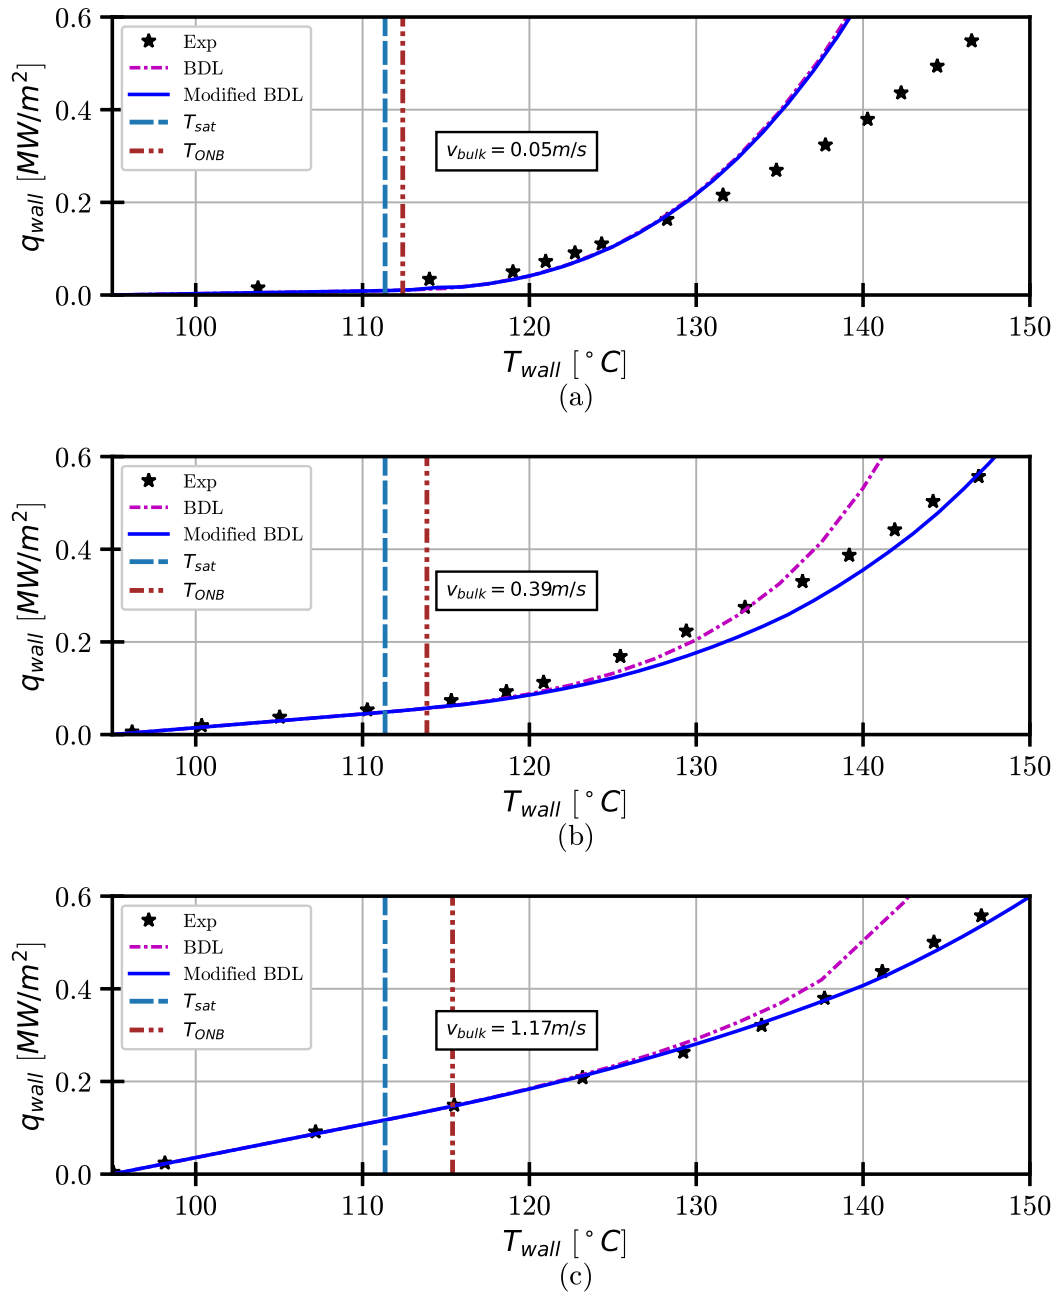 0.6
0.4
0.2
0.0
q_wall [MW/m²]
Exp
BDL
Modified BDL
T_sat
T_ONB
v_bulk = 0.05m/s
100 110 120 130 140 150
T_wall [°C]
(a)
0.6
0.4
0.2
0.0
q_wall [MW/m²]
Exp
BDL
Modified BDL
T_sat
T_ONB
v_bulk = 0.39m/s
100 110 120 130 140 150
T_wall [°C]
(b)
0.6
0.4
0.2
0.0
q_wall [MW/m²]
Exp
BDL
Modified BDL
T_sat
T_ONB
v_bulk = 1.17m/s
100 110 120 130 140 150
T_wall [°C]
(c)